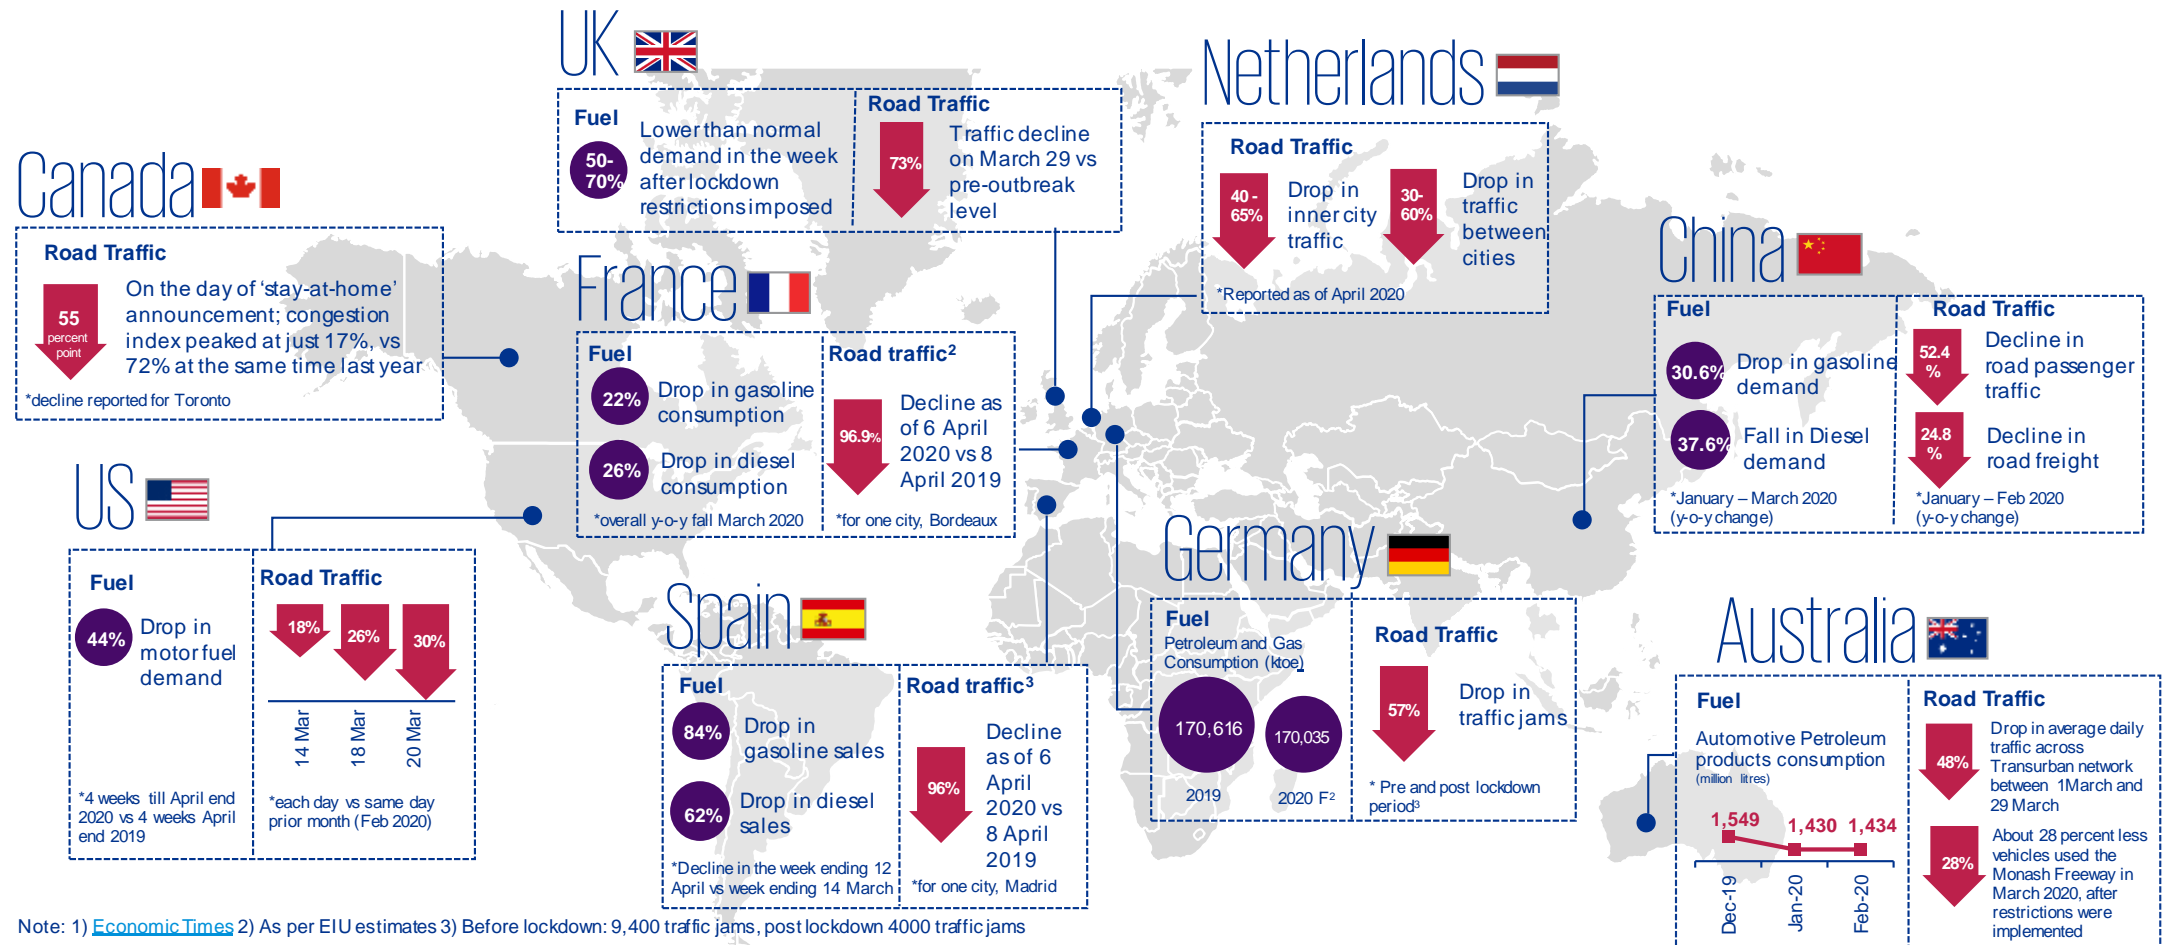 UK
Fuel
50-
70%
Lower than normal
demand in the week
after lockdown
restrictions imposed
Road Traffic
73%
Traffic decline
on March 29 vs
pre-outbreak
level
Netherlands
Road Traffic
40 -
65%
Drop in
inner city
traffic
30-
60%
Drop in
traffic
between
cities
*Reported as of April 2020
Canada
Road Traffic
55
percent
point
On the day of ‘stay-at-home’
announcement; congestion
index peaked at just 17%, vs
72% at the same time last year
*decline reported for Toronto
France
Fuel
22%
Drop in gasoline
consumption
26%
Drop in diesel
consumption
*overall y-o-y fall March 2020
Road traffic²
96.9%
Decline as
of 6 April
2020 vs 8
April 2019
*for one city, Bordeaux
China
Fuel
30.6%
Drop in gasoline
demand
37.6%
Fall in Diesel
demand
*January – March 2020
(y-o-y change)
Road Traffic
52.4
%
Decline in
road passenger
traffic
24.8
%
Decline in
road freight
*January – Feb 2020
(y-o-y change)
US
Fuel
44%
Drop in
motor fuel
demand
*4 weeks till April end
2020 vs 4 weeks April
end 2019
Road Traffic
18%
26%
30%
14 Mar
18 Mar
20 Mar
*each day vs same day
prior month (Feb 2020)
Spain
Fuel
84%
Drop in
gasoline sales
62%
Drop in diesel
sales
*Decline in the week ending 12
April vs week ending 14 March
Road traffic³
96%
Decline
as of 6
April
2020 vs
8 April
2019
*for one city, Madrid
Germany
Fuel
Petroleum and Gas
Consumption (ktoe)
170,616
170,035
2019
2020 F²
Road Traffic
57%
Drop in
traffic jams
* Pre and post lockdown
period³
Australia
Fuel
Automotive Petroleum
products consumption
(million litres)
1,549
1,430
1,434
Dec-19
Jan-20
Feb-20
Road Traffic
48%
Drop in average daily
traffic across
Transurban network
between 1March and
29 March
28%
About 28 percent less
vehicles used the
Monash Freeway in
March 2020, after
restrictions were
implemented
Note: 1) Economic Times 2) As per EIU estimates 3) Before lockdown: 9,400 traffic jams, post lockdown 4000 traffic jams